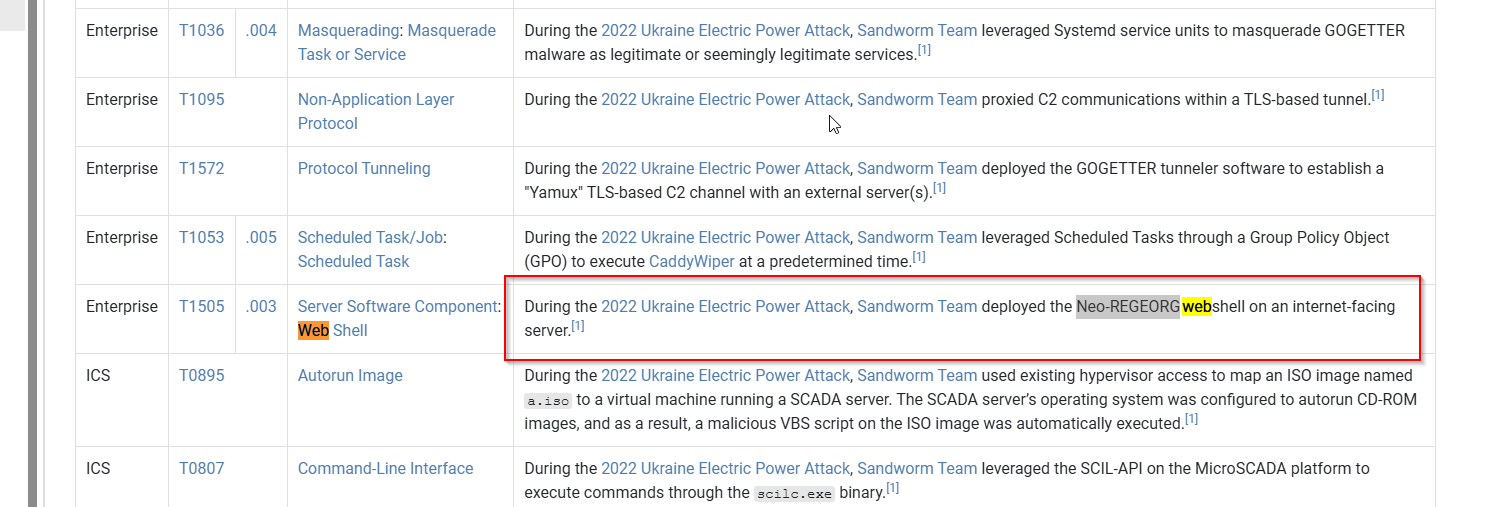 Enterprise T1036 .004 Masquerading: Masquerade During the 2022 Ukraine Electric Power Attack, Sandworm Team leveraged Systemd service units to masquerade GOGETTER
Task or Service malware as legitimate or seemingly legitimate services.[1]
Enterprise T1095 Non-Application Layer During the 2022 Ukraine Electric Power Attack, Sandworm Team proxied C2 communications within a TLS-based tunnel.[1]
Protocol
Enterprise T1572 Protocol Tunneling During the 2022 Ukraine Electric Power Attack, Sandworm Team deployed the GOGETTER tunneler software to establish a
"Yamux" TLS-based C2 channel with an external server(s).[1]
Enterprise T1053 .005 Scheduled Task/Job: During the 2022 Ukraine Electric Power Attack, Sandworm Team leveraged Scheduled Tasks through a Group Policy Object
Scheduled Task (GPO) to execute CaddyWiper at a predetermined time.[1]
Enterprise T1505 .003 Server Software Component: During the 2022 Ukraine Electric Power Attack, Sandworm Team deployed the Neo-REGEORG webshell on an internet-facing
Web Shell server.[1]
ICS T0895 Autorun Image During the 2022 Ukraine Electric Power Attack, Sandworm Team used existing hypervisor access to map an ISO image named
a.iso to a virtual machine running a SCADA server. The SCADA server’s operating system was configured to autorun CD-ROM
images, and as a result, a malicious VBS script on the ISO image was automatically executed.[1]
ICS T0807 Command-Line Interface During the 2022 Ukraine Electric Power Attack, Sandworm Team leveraged the SCIL-API on the MicroSCADA platform to
execute commands through the scilc.exe binary.[1]